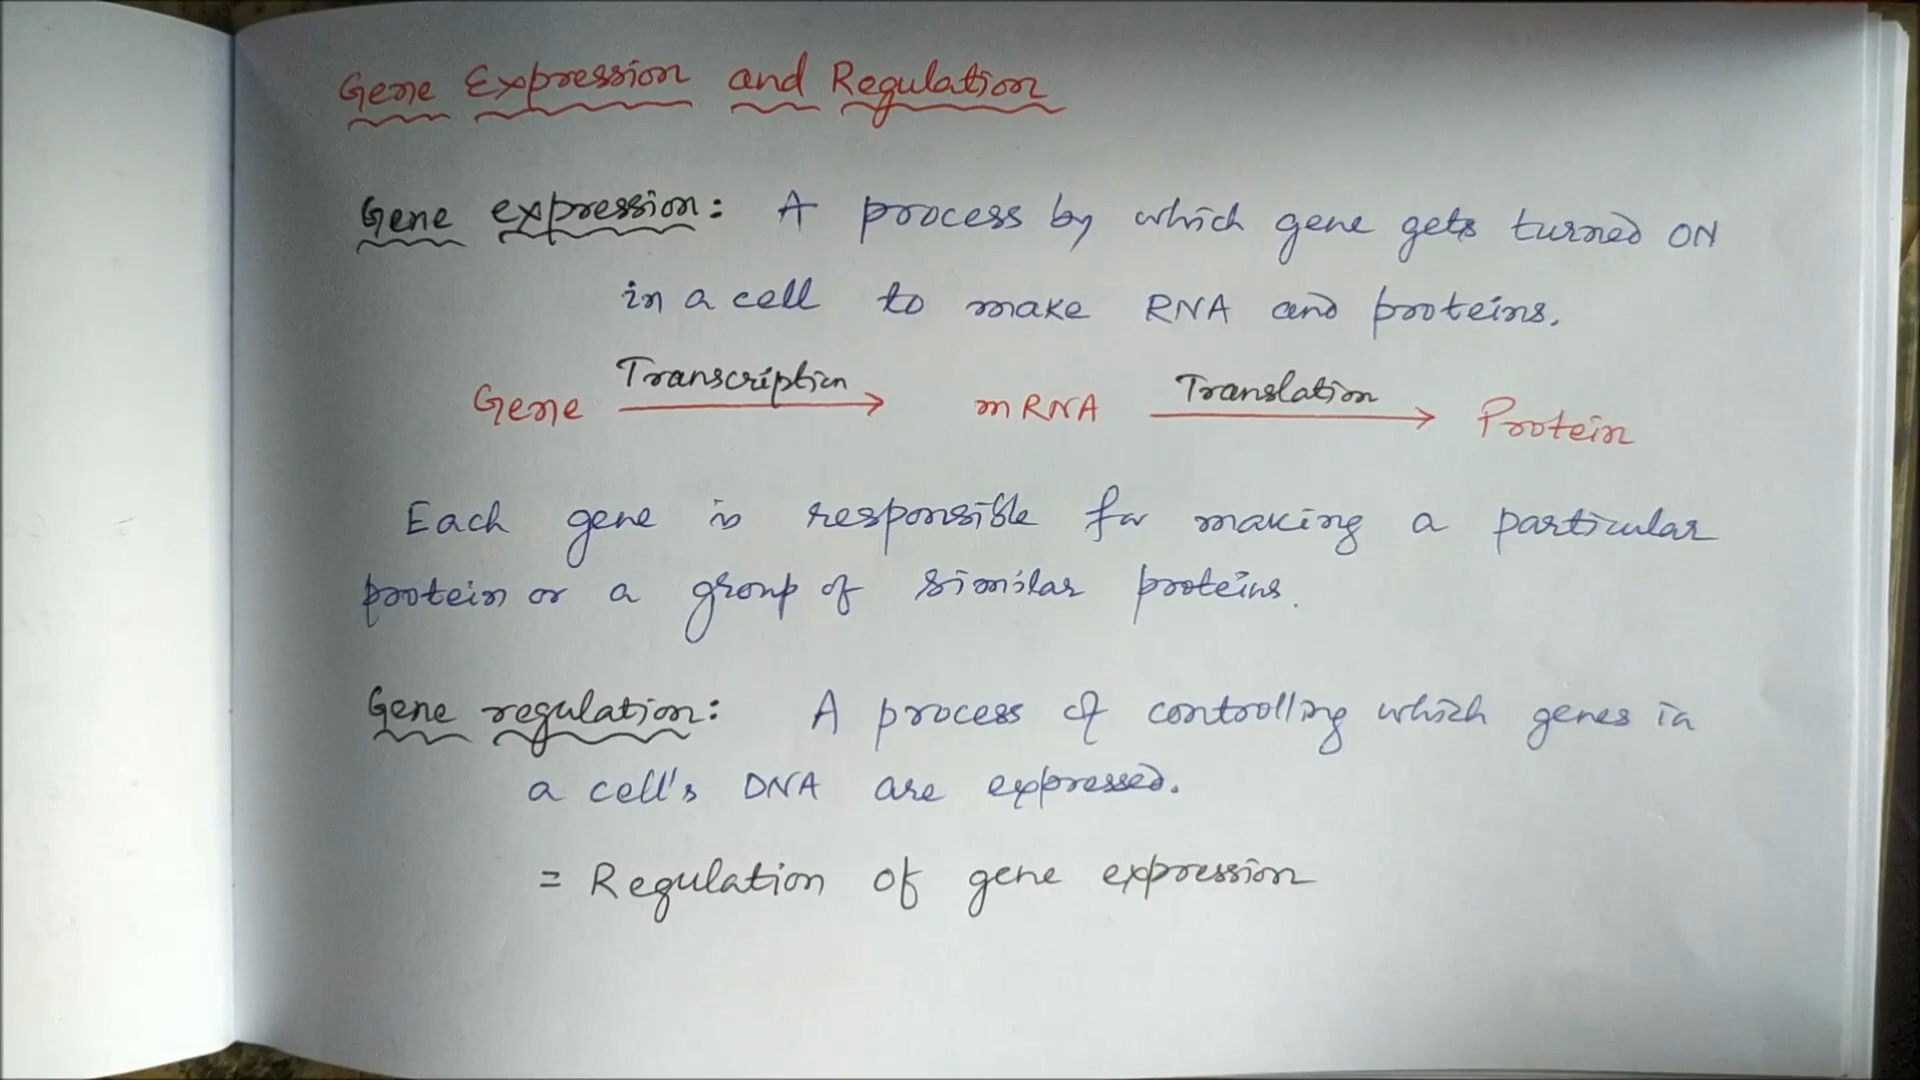 Gene Expression and Regulation
Gene expression: A process by which gene gets turned ON
in a cell to make RNA and proteins.
Gene Transcription → mRNA Translation → Protein
Each gene is responsible for making a particular
protein or a group of similar proteins.
Gene regulation: A process of controlling which genes in
a cell's DNA are expressed.
= Regulation of gene expression